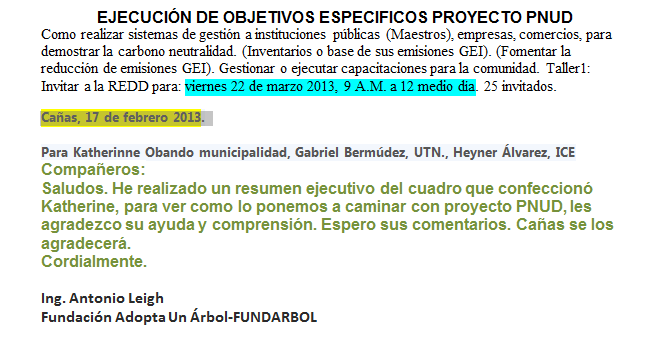 EJECUCIÓN DE OBJETIVOS ESPECIFICOS PROYECTO PNUD
Como realizar sistemas de gestión a instituciones públicas (Maestros), empresas, comercios, para
demostrar la carbono neutralidad. (Inventarios o base de sus emisiones GEI). (Fomentar la
reducción de emisiones GEI). Gestionar o ejecutar capacitaciones para la comunidad. Taller1:
Invitar a la REDD para: viernes 22 de marzo 2013, 9 A.M. a 12 medio dia. 25 invitados.
Cañas, 17 de febrero 2013.
Para Katherinne Obando municipalidad, Gabriel Bermúdez, UTN., Heyner Álvarez, ICE
Compañeros:
Saludos. He realizado un resumen ejecutivo del cuadro que confeccionó
Katherine, para ver como lo ponemos a caminar con proyecto PNUD, les
agradezco su ayuda y comprensión. Espero sus comentarios. Cañas se los
agradecerá.
Cordialmente.
Ing. Antonio Leigh
Fundación Adopta Un Árbol-FUNDARBOL